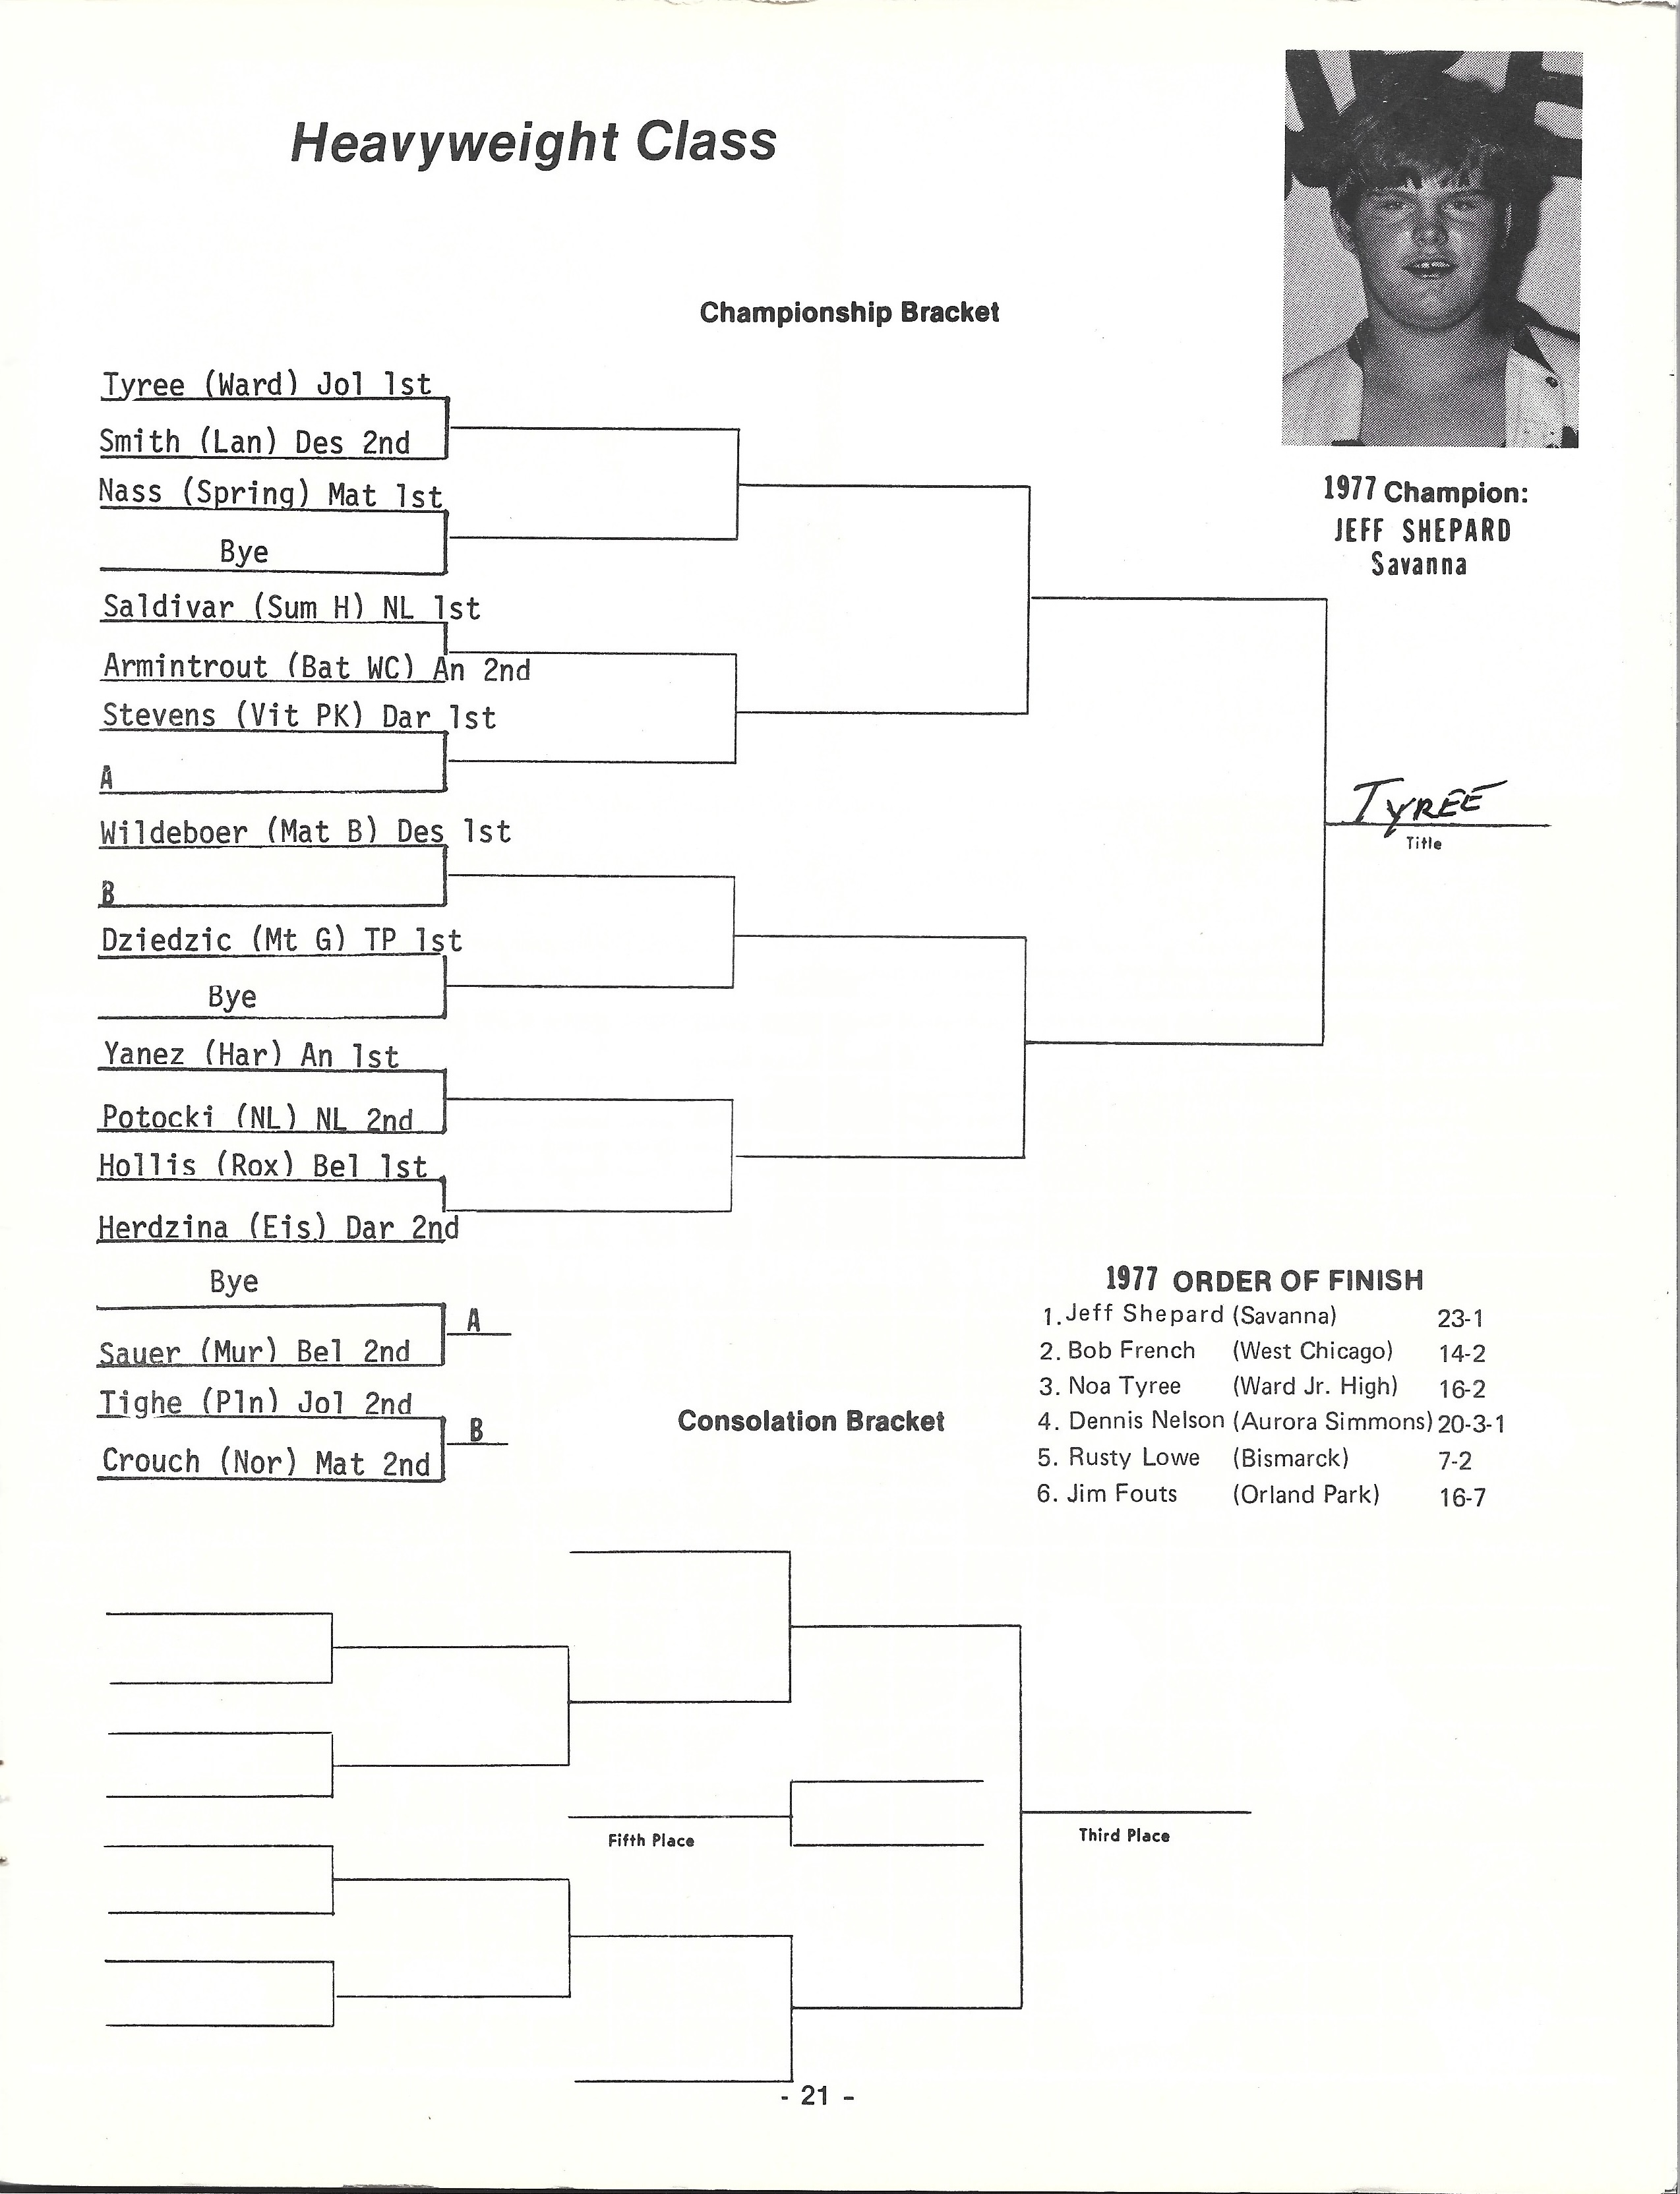 Heavyweight Class
Championship Bracket
1977 Champion:
JEFF SHEPARD
Savanna
Tyree (Ward) Jol 1st
Smith (Lan) Des 2nd
Nass (Spring) Mat 1st
Bye
Saldivar (Sum H) NL 1st
Armintrout (Bat WC) An 2nd
Stevens (Vit PK) Dar 1st
A
TYREE
Title
Wildeboer (Mat B) Des 1st
B
Dziedzic (Mt G) TP 1st
Bye
Yanez (Har) An 1st
Potocki (NL) NL 2nd
Hollis (Rox) Bel 1st
Herdzina (Eis) Dar 2nd
Bye
A
Sauer (Mur) Bel 2nd
Tighe (Pln) Jol 2nd
B
Crouch (Nor) Mat 2nd
1977 ORDER OF FINISH
1. Jeff Shepard (Savanna) 23-1
2. Bob French (West Chicago) 14-2
3. Noa Tyree (Ward Jr. High) 16-2
4. Dennis Nelson (Aurora Simmons) 20-3-1
5. Rusty Lowe (Bismarck) 7-2
6. Jim Fouts (Orland Park) 16-7
Consolation Bracket
Fifth Place
Third Place
- 21 -